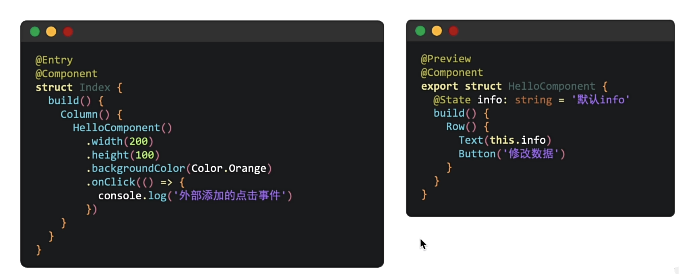 @Entry
@Component
struct Index {
  build() {
    Column() {
      HelloComponent()
        .width(200)
        .height(100)
        .backgroundColor(Color.Orange)
        .onClick(() => {
          console.log('外部添加的点击事件')
        })
    }
  }
}
@Preview
@Component
export struct HelloComponent {
  @State info: string = '默认info'
  build() {
    Row() {
      Text(this.info)
      Button('修改数据')
    }
  }
}